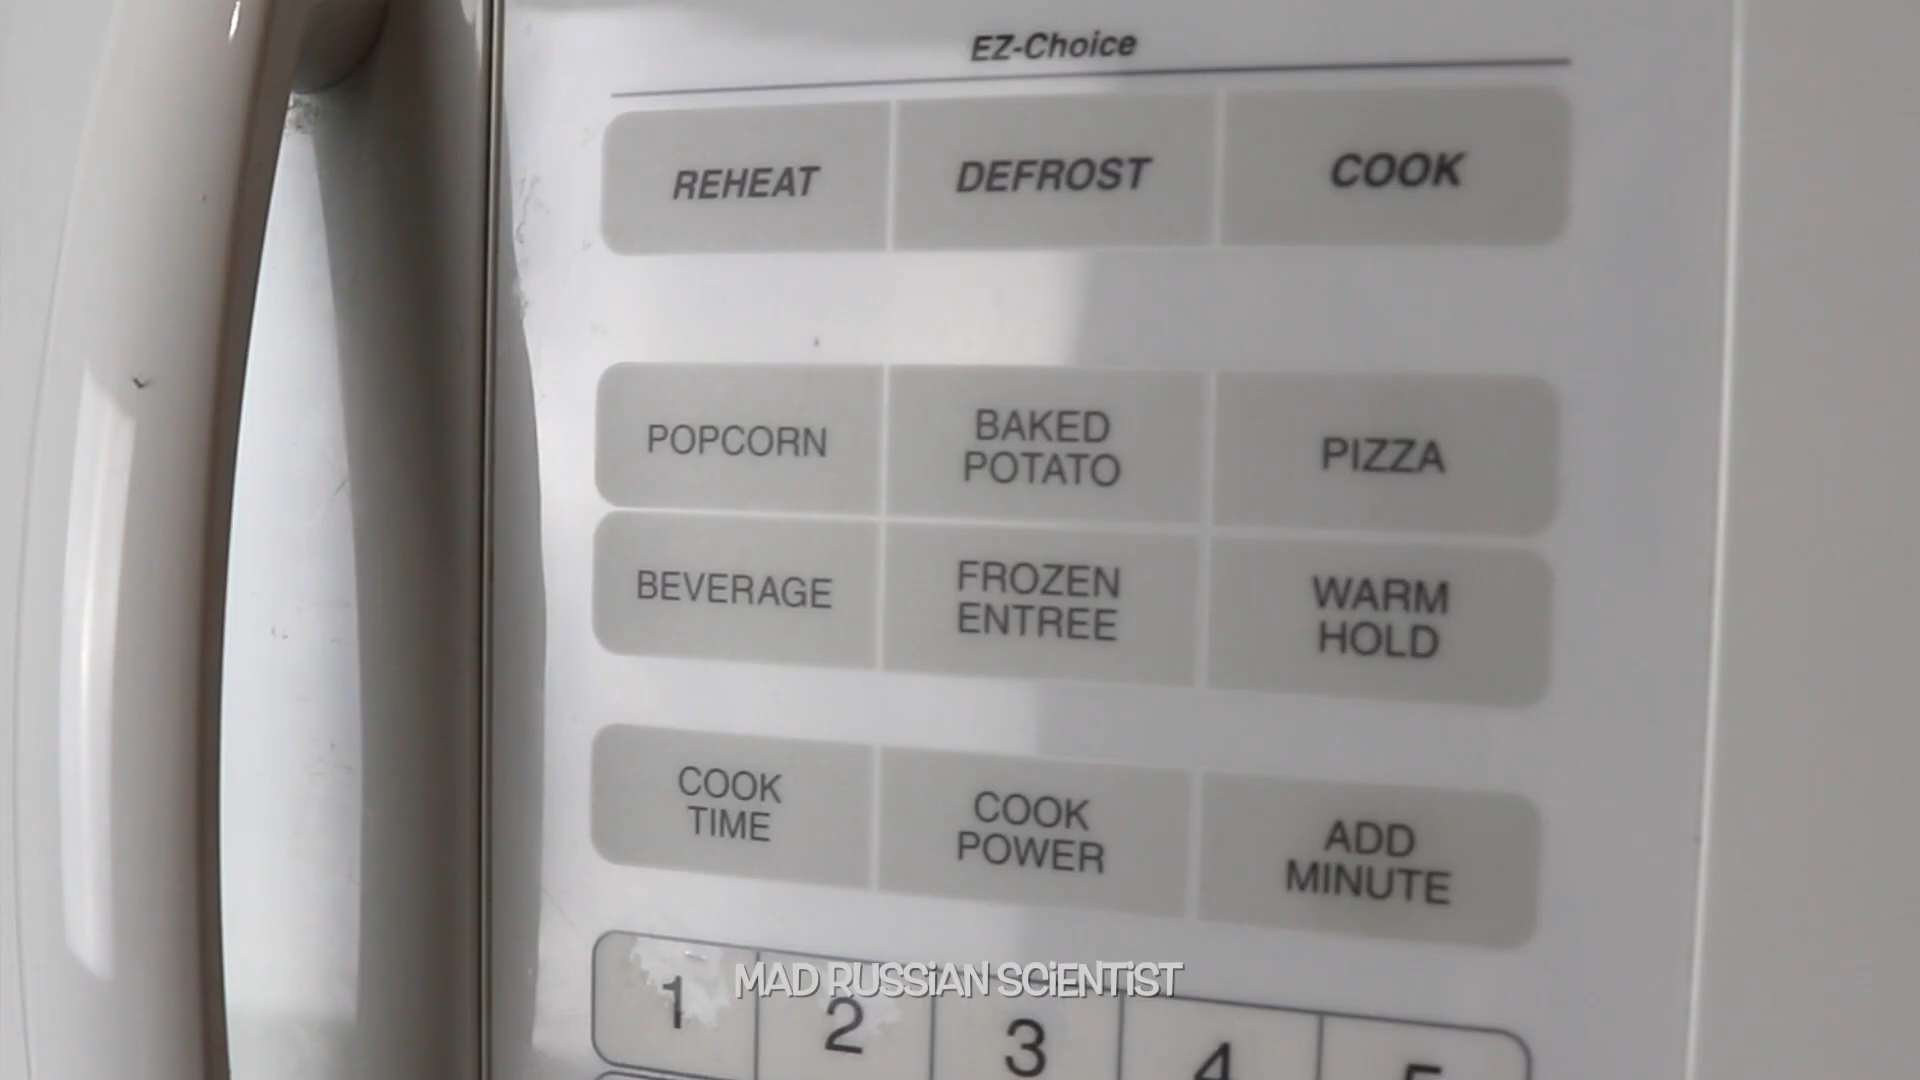 EZ-Choice
REHEAT DEFROST COOK
POPCORN BAKED POTATO PIZZA
BEVERAGE FROZEN ENTREE WARM HOLD
COOK TIME COOK POWER ADD MINUTE
1 2 3 4 5
MAD RUSSiAN SCiENTiST